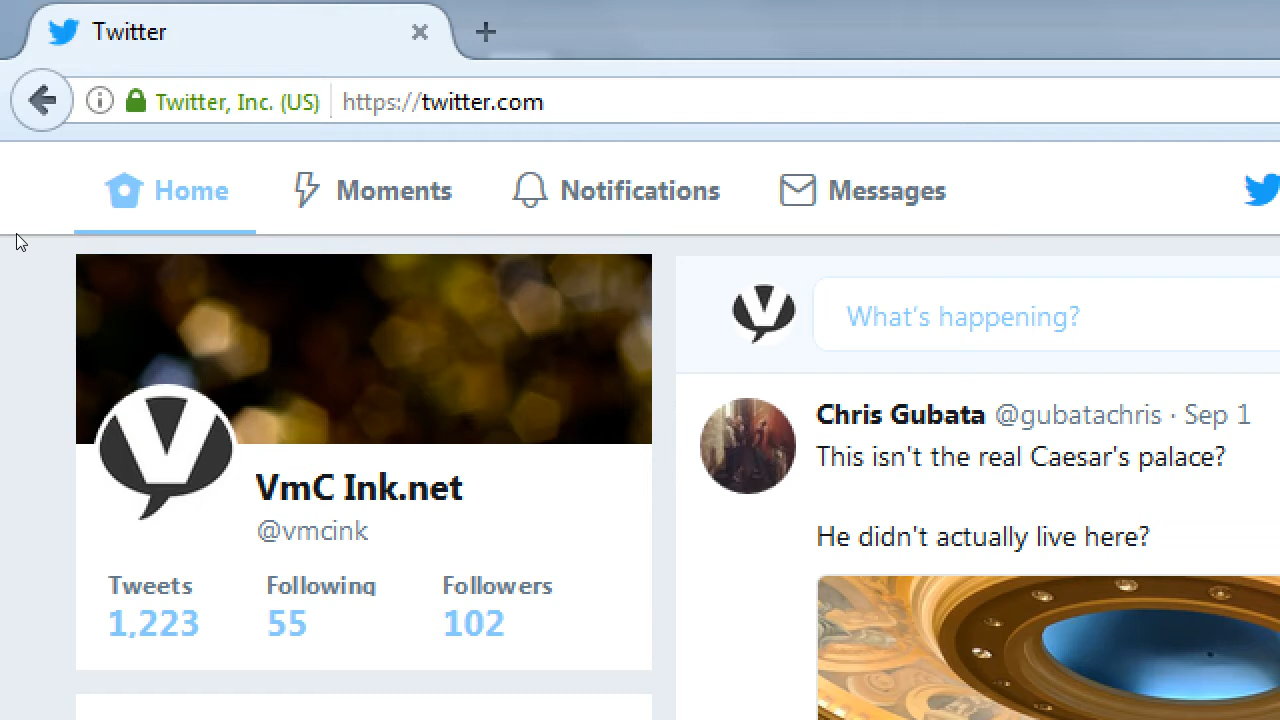 Twitter
Twitter, Inc. (US) https://twitter.com
Home Moments Notifications Messages
What's happening?
VmC Ink.net
@vmcink
Tweets Following Followers
1,223 55 102
Chris Gubata @gubatachris · Sep 1
This isn't the real Caesar's palace?
He didn't actually live here?